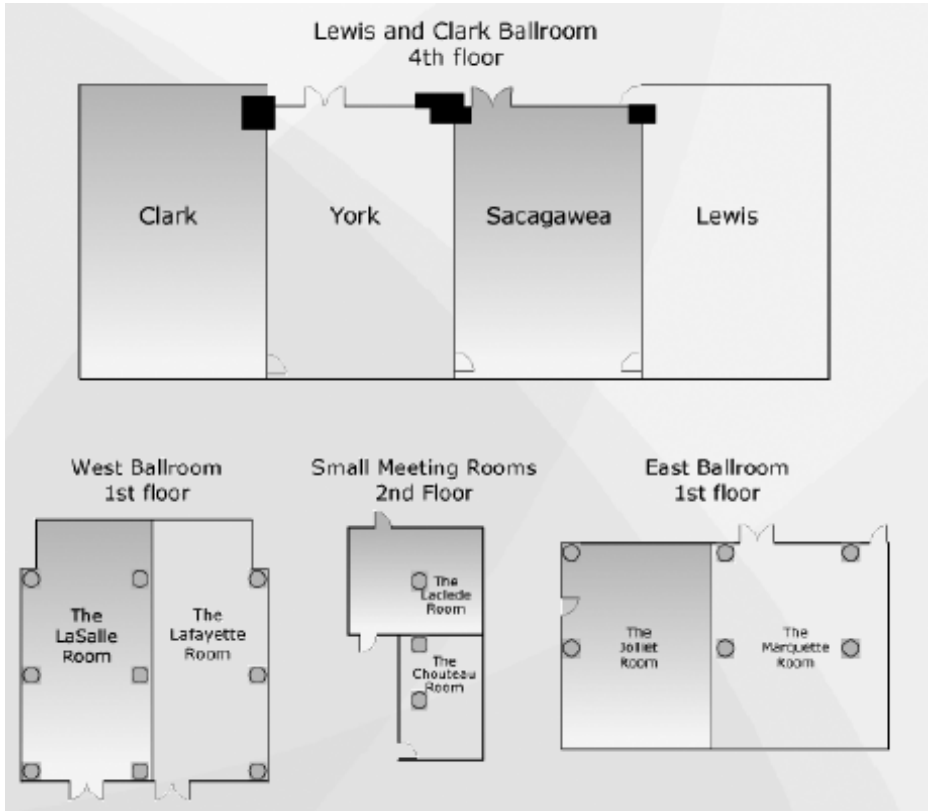 Lewis and Clark Ballroom
4th floor
Clark
York
Sacagawea
Lewis
West Ballroom
1st floor
The
LaSalle
Room
The
Lafayette
Room
Small Meeting Rooms
2nd Floor
The
Laclede
Room
The
Chouteau
Room
East Ballroom
1st floor
The
Jolliet
Room
The
Marquette
Room